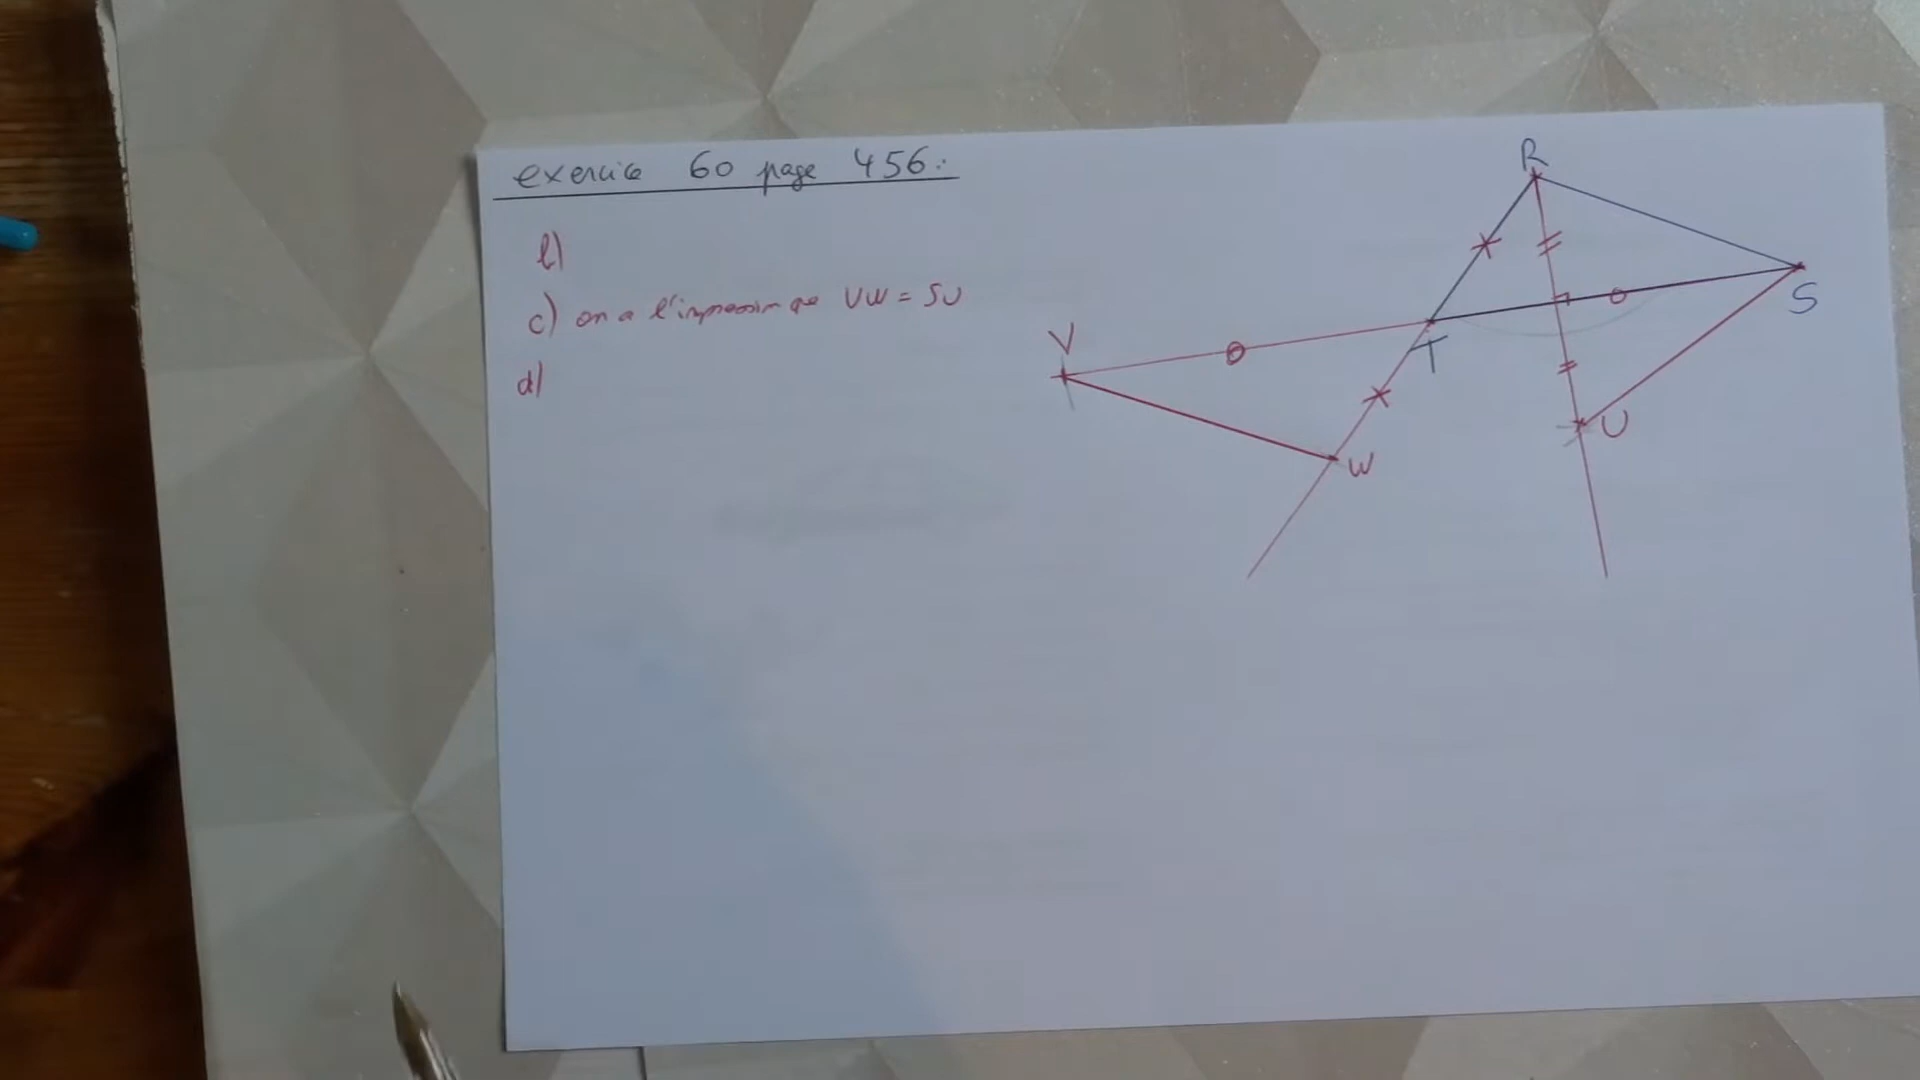 exercice 60 page 456:
b)
c) on a l'impression que VW = SU
d)
R
S
V
T
U
W